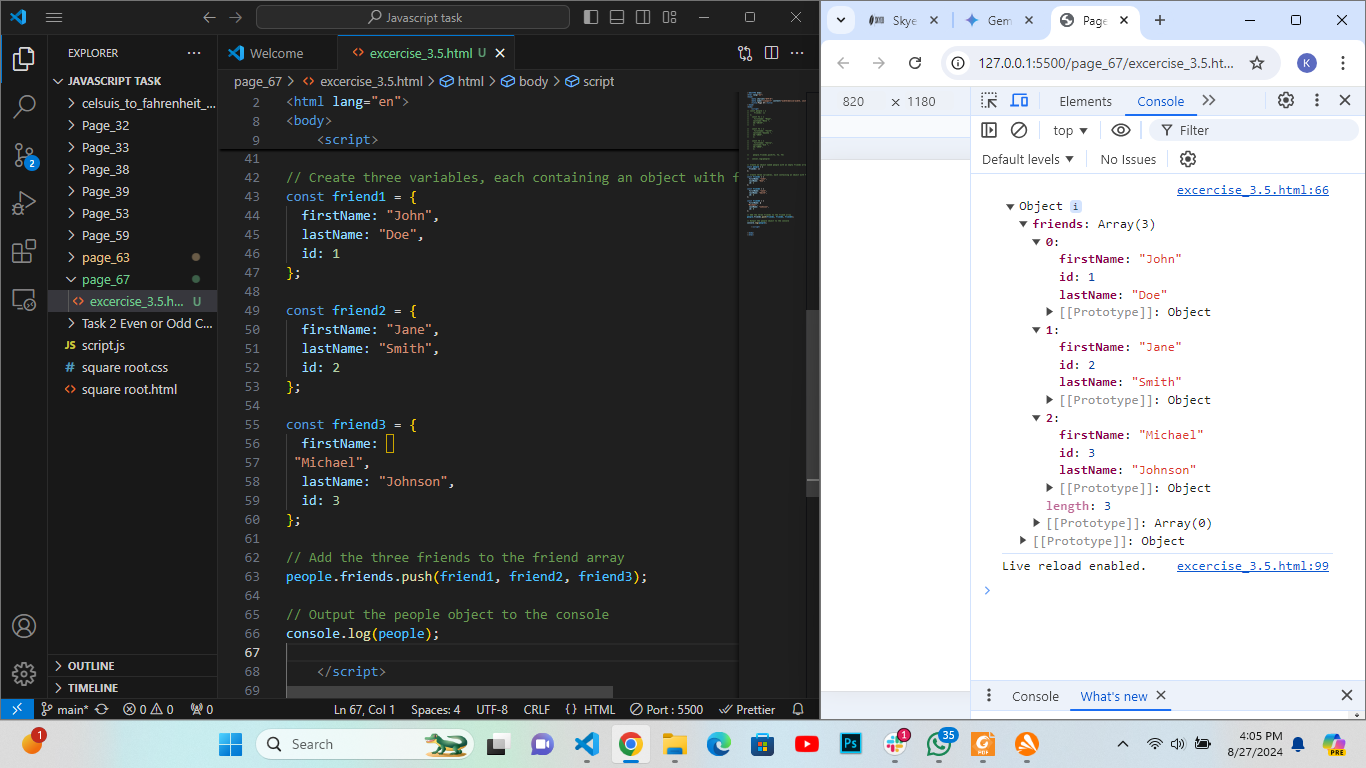 Javascript task
EXPLORER
JAVASCRIPT TASK
celsuis_to_fahrenheit_...
Page_32
Page_33
Page_38
Page_39
Page_53
Page_59
page_63
page_67
excercise_3.5.h... U
Task 2 Even or Odd C...
JS script.js
# square root.css
<> square root.html
OUTLINE
TIMELINE
2
Welcome
<> excercise_3.5.html U
page_67 > <> excercise_3.5.html > html > body > script
2 <html lang="en">
8 <body>
9 <script>
41
42 // Create three variables, each containing an object with f
43 const friend1 = {
44 firstName: "John",
45 lastName: "Doe",
46 id: 1
47 };
48
49 const friend2 = {
50 firstName: "Jane",
51 lastName: "Smith",
52 id: 2
53 };
54
55 const friend3 = {
56 firstName:
57 "Michael",
58 lastName: "Johnson",
59 id: 3
60 };
61
62 // Add the three friends to the friend array
63 people.friends.push(friend1, friend2, friend3);
64
65 // Output the people object to the console
66 console.log(people);
67
68 </script>
69
main* 0 0 0 Ln 67, Col 1 Spaces: 4 UTF-8 CRLF {} HTML Port : 5500 Prettier
Skye Gem Page_
127.0.0.1:5500/page_67/excercise_3.5.ht... K
820 × 1180
Elements Console
top Filter
Default levels No Issues
excercise_3.5.html:66
Object i
friends: Array(3)
0:
firstName: "John"
id: 1
lastName: "Doe"
[[Prototype]]: Object
1:
firstName: "Jane"
id: 2
lastName: "Smith"
[[Prototype]]: Object
2:
firstName: "Michael"
id: 3
lastName: "Johnson"
[[Prototype]]: Object
length: 3
[[Prototype]]: Array(0)
[[Prototype]]: Object
Live reload enabled. excercise_3.5.html:99
Console What's new
1
Search
Ps
1
35
4:05 PM
8/27/2024
PRE